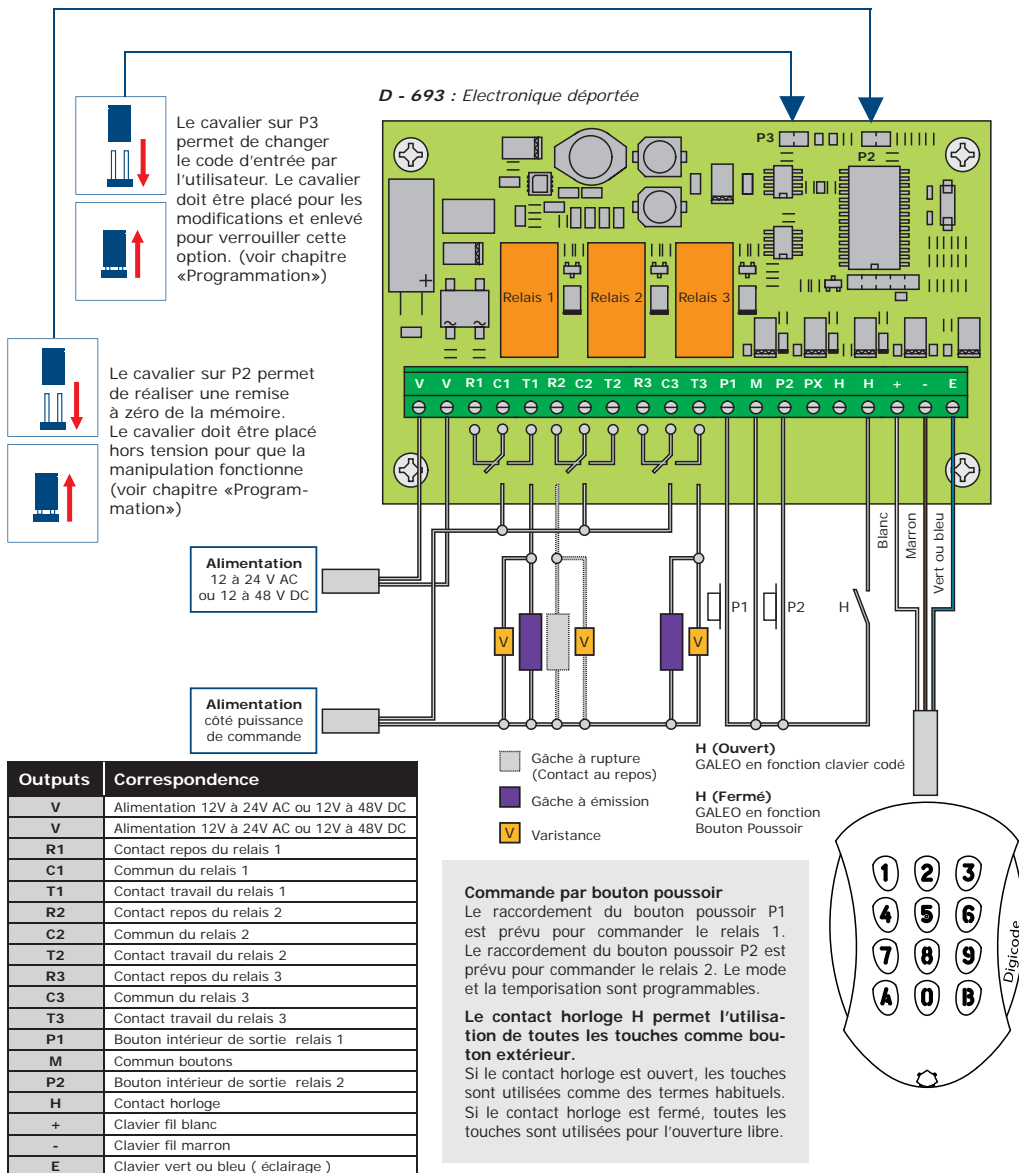 D - 693 : Electronique déportée
Le cavalier sur P3
permet de changer
le code d'entrée par
l'utilisateur. Le cavalier
doit être placé pour les
modifications et enlevé
pour verrouiller cette
option. (voir chapitre
«Programmation»)
Le cavalier sur P2 permet
de réaliser une remise
à zéro de la mémoire.
Le cavalier doit être placé
hors tension pour que la
manipulation fonctionne
(voir chapitre «Program-
mation»)
P3
P2
+
~ ~
Relais 1 Relais 2 Relais 3
V V R1 C1 T1 R2 C2 T2 R3 C3 T3 P1 M P2 PX H H + - E
Blanc
Marron
Vert ou bleu
Alimentation
12 à 24 V AC
ou 12 à 48 V DC
P1
P2
H
V
V
V
Alimentation
côté puissance
de commande
Gâche à rupture
(Contact au repos)
Gâche à émission
V Varistance
H (Ouvert)
GALEO en fonction clavier codé
H (Fermé)
GALEO en fonction
Bouton Poussoir
Outputs Correspondence
V Alimentation 12V à 24V AC ou 12V à 48V DC
V Alimentation 12V à 24V AC ou 12V à 48V DC
R1 Contact repos du relais 1
C1 Commun du relais 1
T1 Contact travail du relais 1
R2 Contact repos du relais 2
C2 Commun du relais 2
T2 Contact travail du relais 2
R3 Contact repos du relais 3
C3 Commun du relais 3
T3 Contact travail du relais 3
P1 Bouton intérieur de sortie relais 1
M Commun boutons
P2 Bouton intérieur de sortie relais 2
H Contact horloge
+ Clavier fil blanc
- Clavier fil marron
E Clavier vert ou bleu ( éclairage )
Commande par bouton poussoir
Le raccordement du bouton poussoir P1
est prévu pour commander le relais 1.
Le raccordement du bouton poussoir P2 est
prévu pour commander le relais 2. Le mode
et la temporisation sont programmables.
Le contact horloge H permet l'utilisa-
tion de toutes les touches comme bou-
ton extérieur.
Si le contact horloge est ouvert, les touches
sont utilisées comme des termes habituels.
Si le contact horloge est fermé, toutes les
touches sont utilisées pour l'ouverture libre.
1 2 3
4 5 6
7 8 9
A 0 B
Digicode